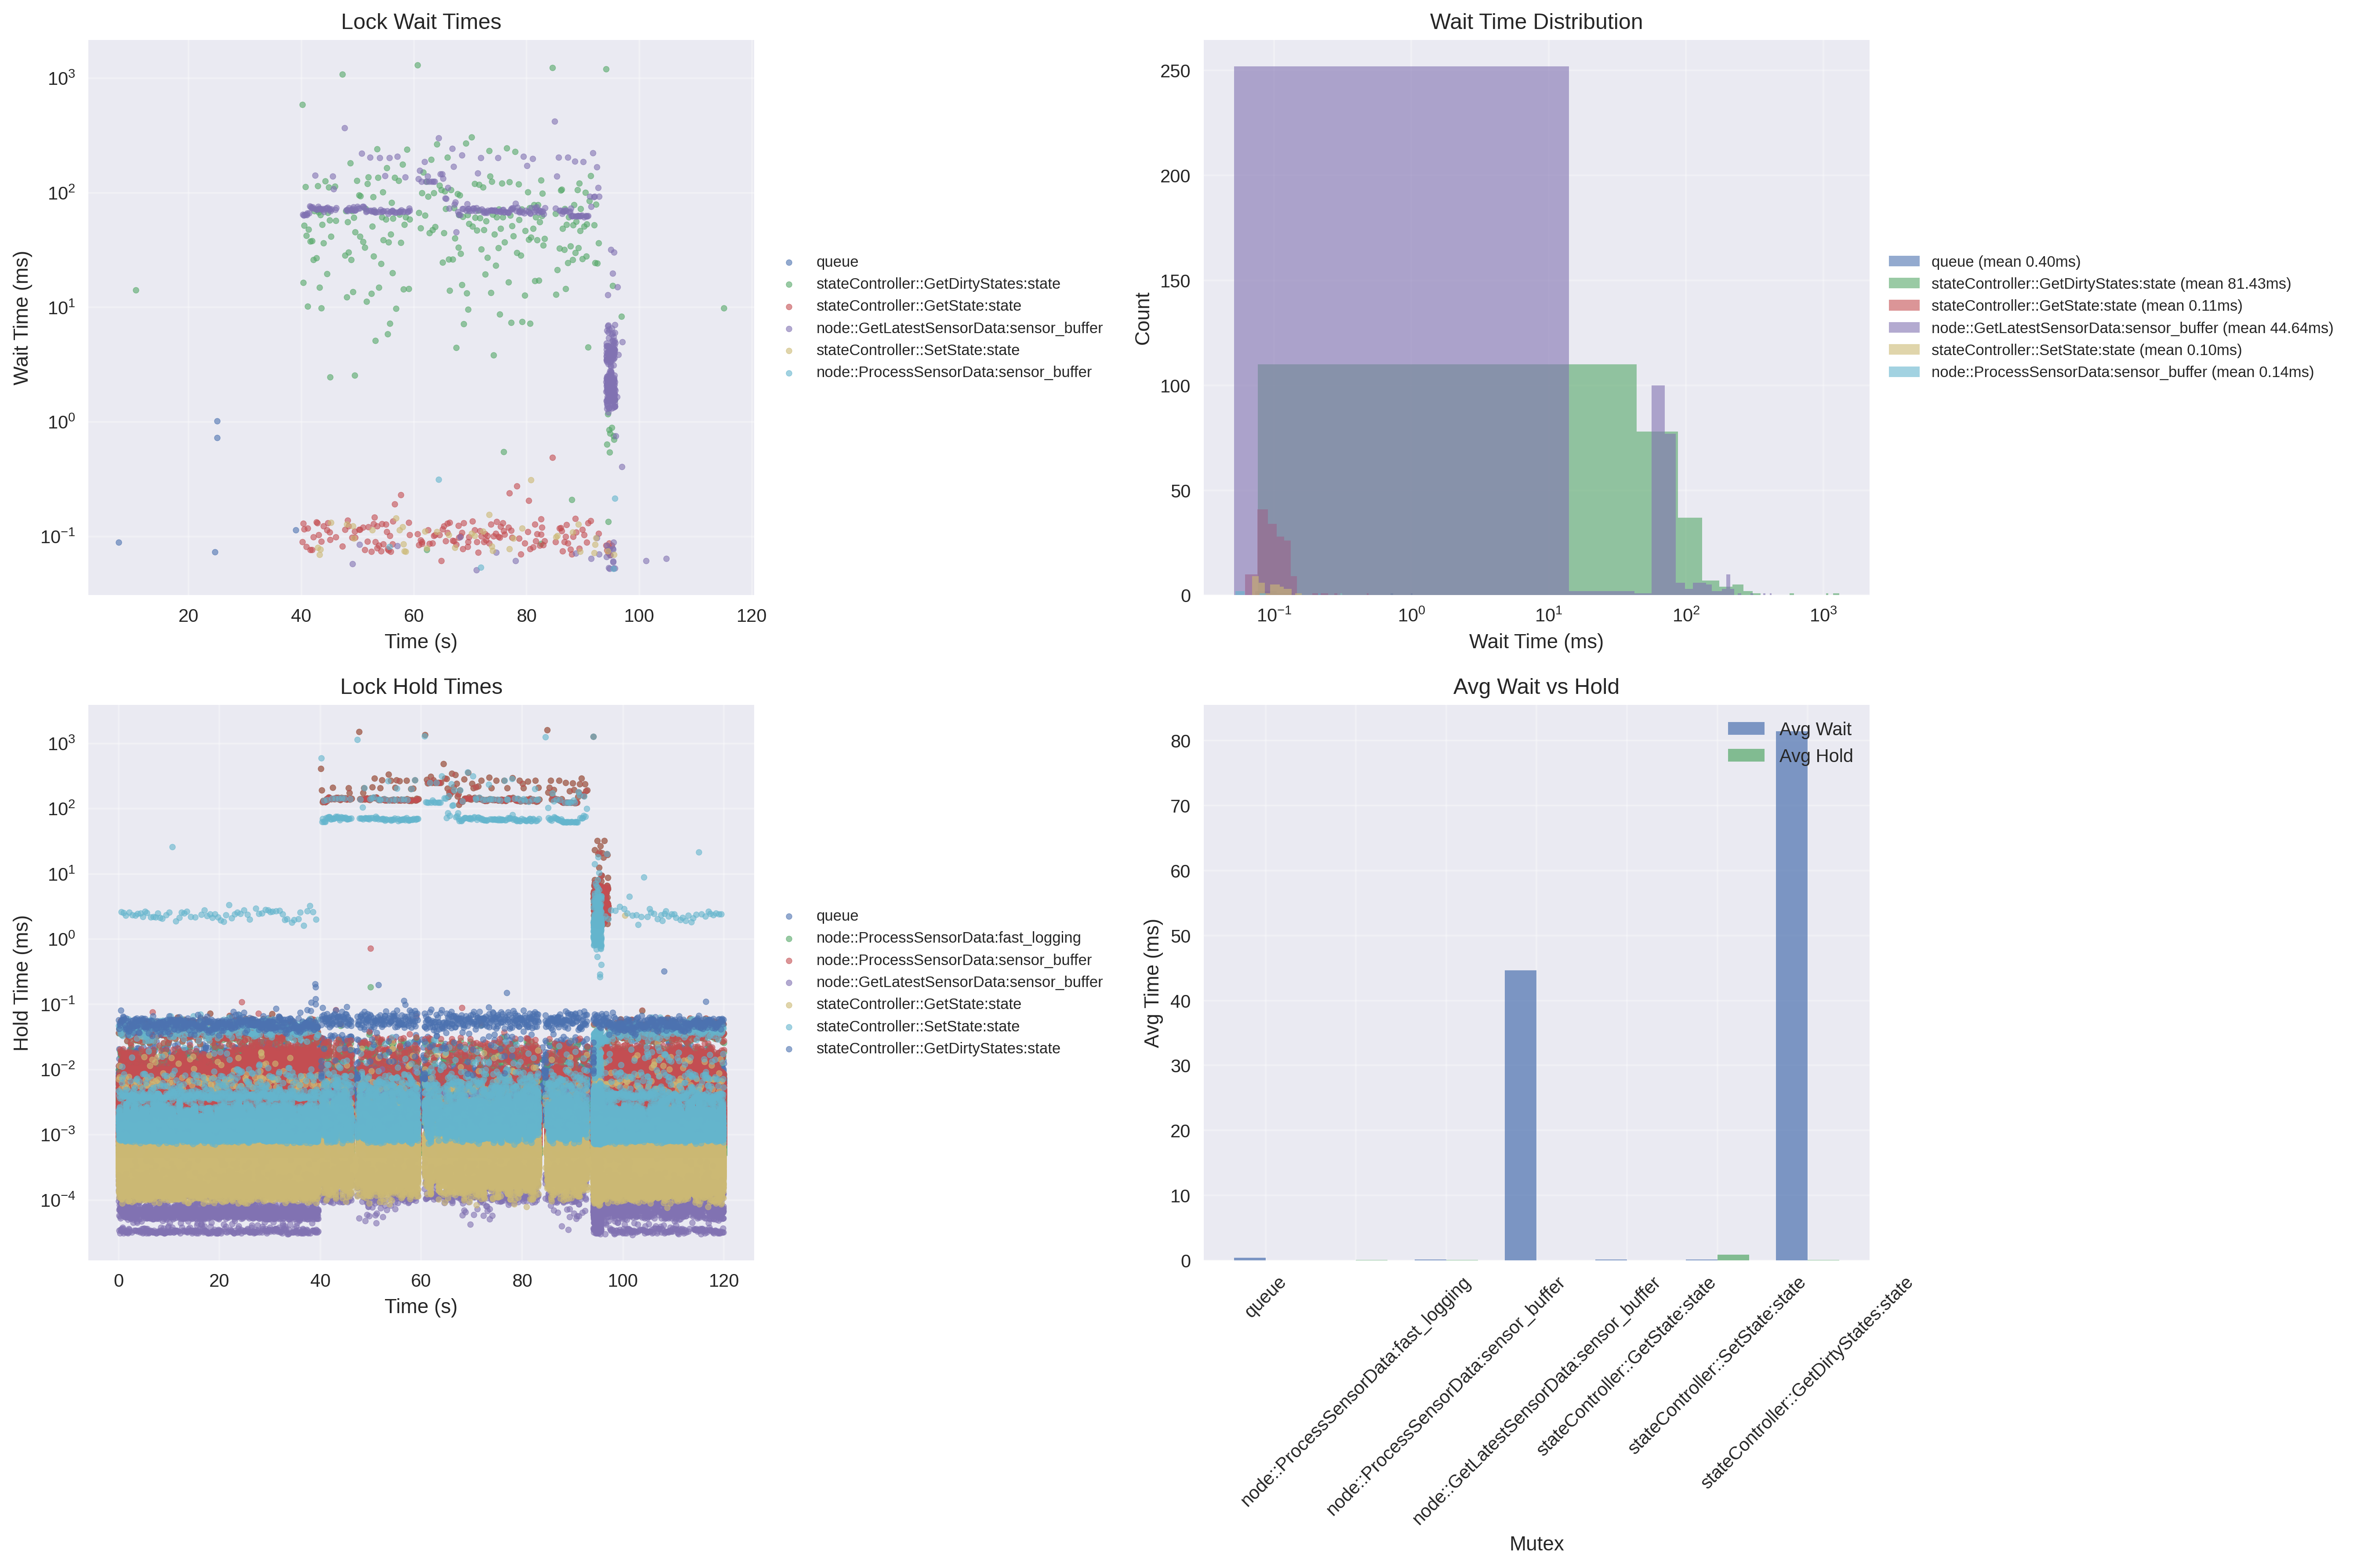 Lock Wait Times
Wait Time (ms)
10³
10²
10¹
10⁰
10⁻¹
20 40 60 80 100 120
Time (s)
queue
stateController::GetDirtyStates:state
stateController::GetState:state
node::GetLatestSensorData:sensor_buffer
stateController::SetState:state
node::ProcessSensorData:sensor_buffer
Wait Time Distribution
Count
250
200
150
100
50
0
10⁻¹ 10⁰ 10¹ 10² 10³
Wait Time (ms)
queue (mean 0.40ms)
stateController::GetDirtyStates:state (mean 81.43ms)
stateController::GetState:state (mean 0.11ms)
node::GetLatestSensorData:sensor_buffer (mean 44.64ms)
stateController::SetState:state (mean 0.10ms)
node::ProcessSensorData:sensor_buffer (mean 0.14ms)
Lock Hold Times
Hold Time (ms)
10³
10²
10¹
10⁰
10⁻¹
10⁻²
10⁻³
10⁻⁴
0 20 40 60 80 100 120
Time (s)
queue
node::ProcessSensorData:fast_logging
node::ProcessSensorData:sensor_buffer
node::GetLatestSensorData:sensor_buffer
stateController::GetState:state
stateController::SetState:state
stateController::GetDirtyStates:state
Avg Wait vs Hold
Avg Time (ms)
80
70
60
50
40
30
20
10
0
Avg Wait
Avg Hold
queue
node::ProcessSensorData:fast_logging
node::ProcessSensorData:sensor_buffer
node::GetLatestSensorData:sensor_buffer
stateController::GetState:state
stateController::SetState:state
stateController::GetDirtyStates:state
Mutex